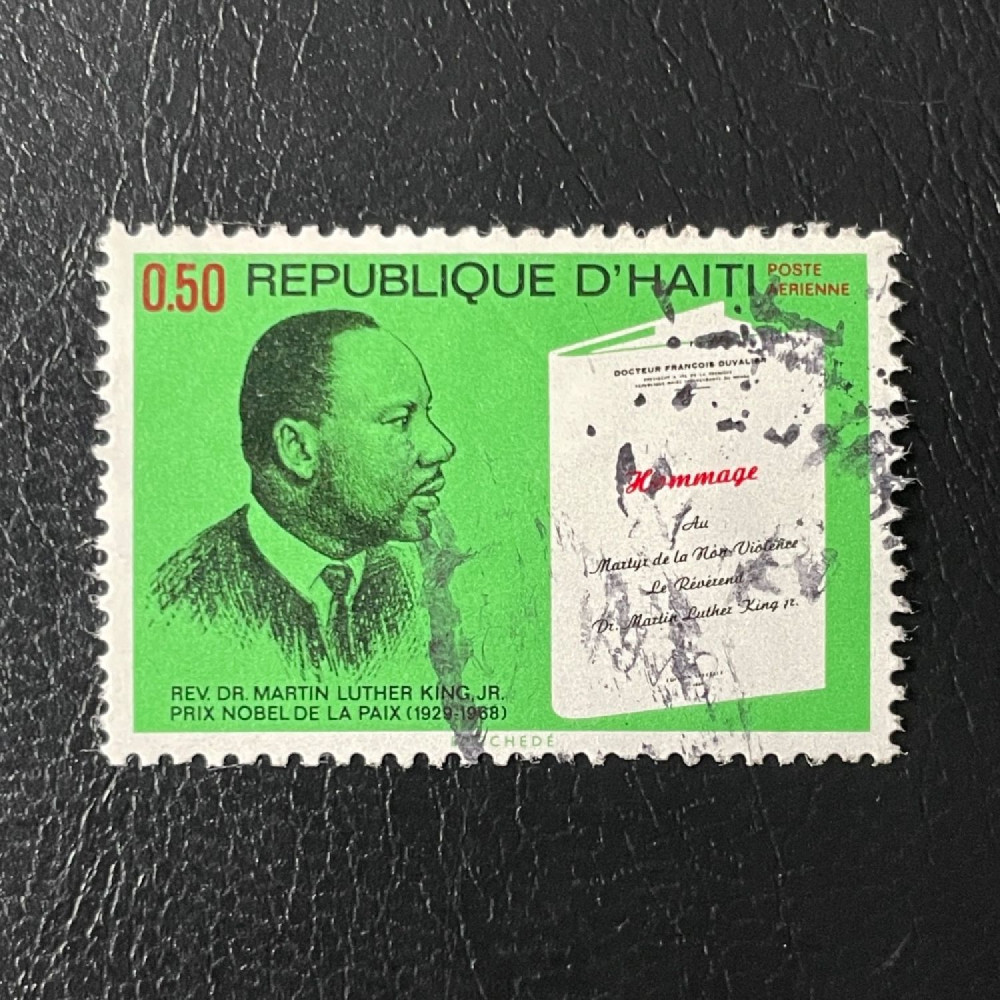 0.50 REPUBLIQUE D'HAITI POSTE
AERIENNE
DOCTEUR FRANÇOIS DUVALIER
Hommage
Au
Martyr de la Non-Violence
Le Révérend
Dr. Martin Luther King jr.
REV. DR. MARTIN LUTHER KING, JR.
PRIX NOBEL DE LA PAIX (1929-1968)